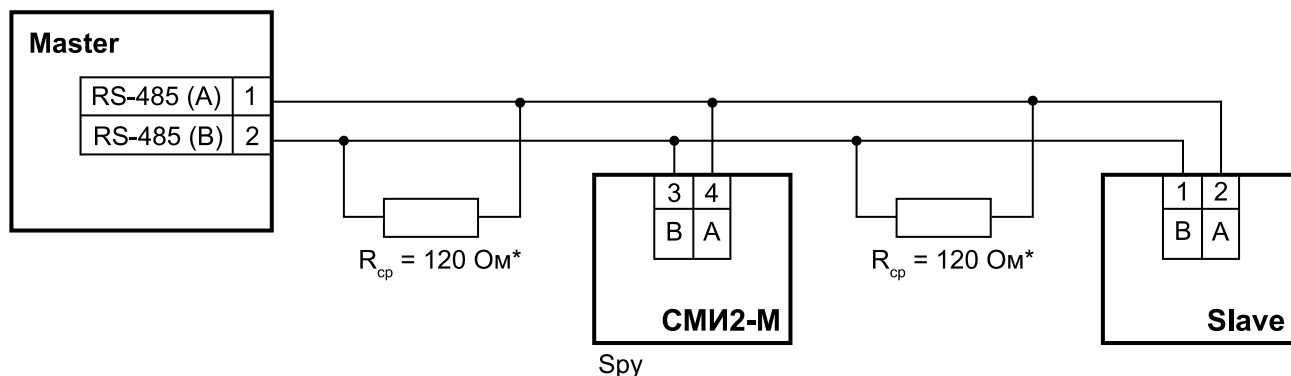 Master
RS-485 (A) 1
RS-485 (B) 2
3 4
B A
1 2
B A
Rср = 120 Ом*
Rср = 120 Ом*
СМИ2-М
Slave
Spy